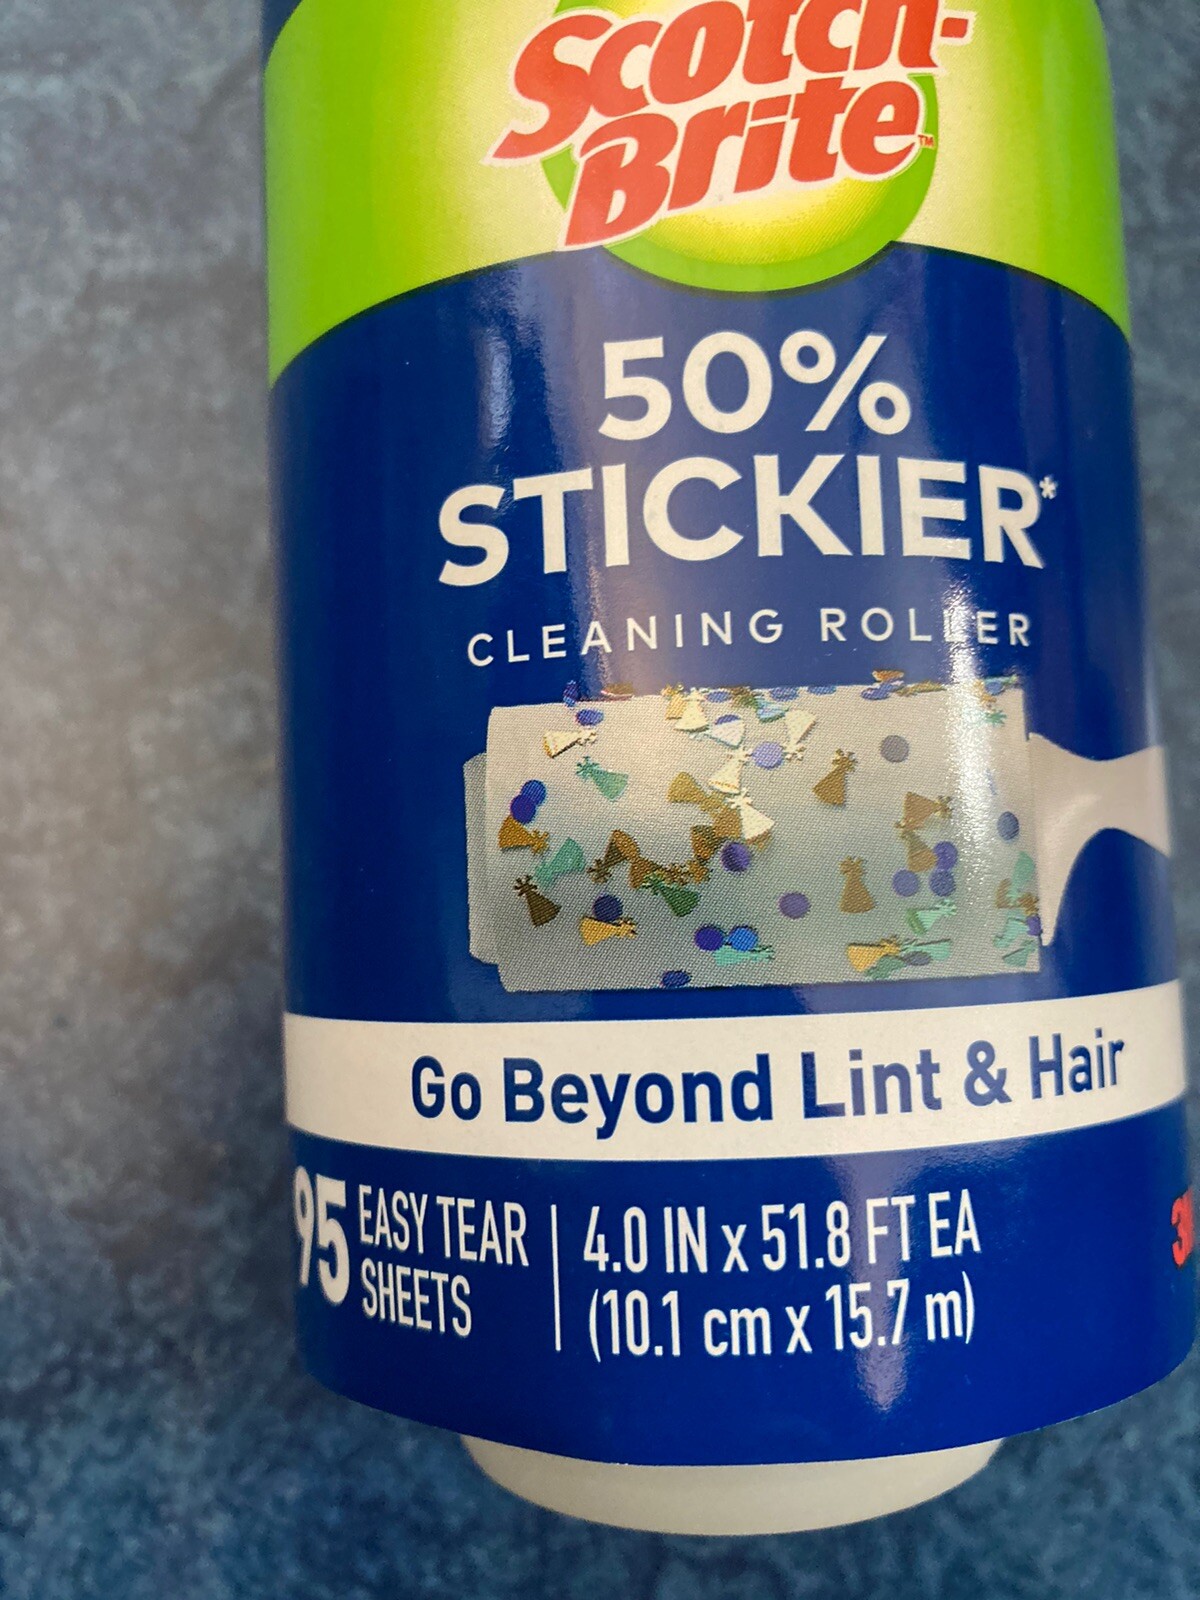 Scotch-
Brite™
50%
STICKIER*
CLEANING ROLLER
Go Beyond Lint & Hair
95 EASY TEAR
SHEETS
4.0 IN x 51.8 FT EA
(10.1 cm x 15.7 m)